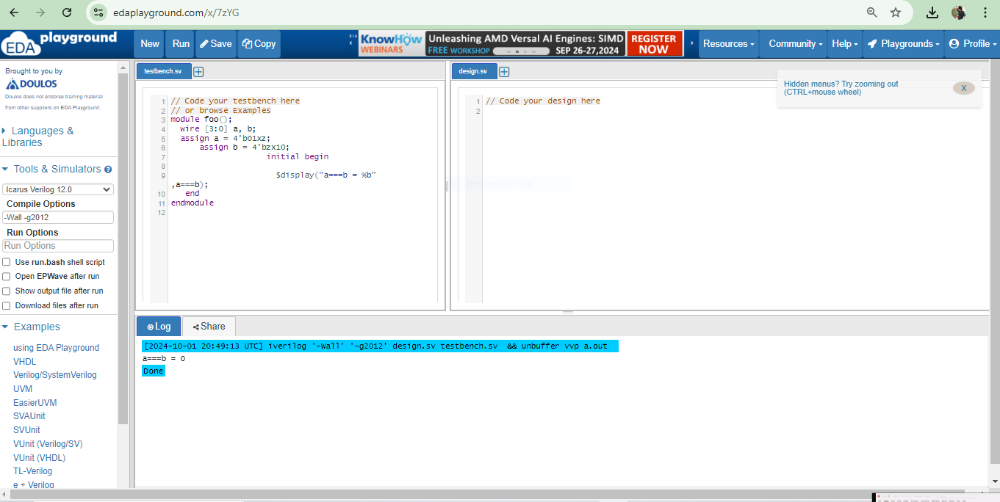 edaplayground.com/x/7zYG
EDA playground
New
Run
Save
Copy
2/4
KnowHow
WEBINARS
Unleashing AMD Versal AI Engines: SIMD
FREE WORKSHOP
SEP 26-27,2024
REGISTER
NOW
Resources
Community
Help
Playgrounds
Profile
Brought to you by
DOULOS
Doulos does not endorse training material
from other suppliers on EDA Playground.
Languages &
Libraries
Tools & Simulators
Icarus Verilog 12.0
Compile Options
-Wall -g2012
Run Options
Run Options
Use run.bash shell script
Open EPWave after run
Show output file after run
Download files after run
Examples
using EDA Playground
VHDL
Verilog/SystemVerilog
UVM
EasierUVM
SVAUnit
SVUnit
VUnit (Verilog/SV)
VUnit (VHDL)
TL-Verilog
e + Verilog
testbench.sv
1 // Code your testbench here
2 // or browse Examples
3 module foo();
4 wire [3:0] a, b;
5 assign a = 4'b01xz;
6 assign b = 4'bzx10;
7 initial begin
8
9 $display("a===b = %b"
,a===b);
10 end
11 endmodule
12
design.sv
1 // Code your design here
2
Hidden menus? Try zooming out
(CTRL+mouse wheel)
X
Rectangular Snip
Log
Share
[2024-10-01 20:49:13 UTC] iverilog '-Wall' '-g2012' design.sv testbench.sv && unbuffer vvp a.out
a===b = 0
Done